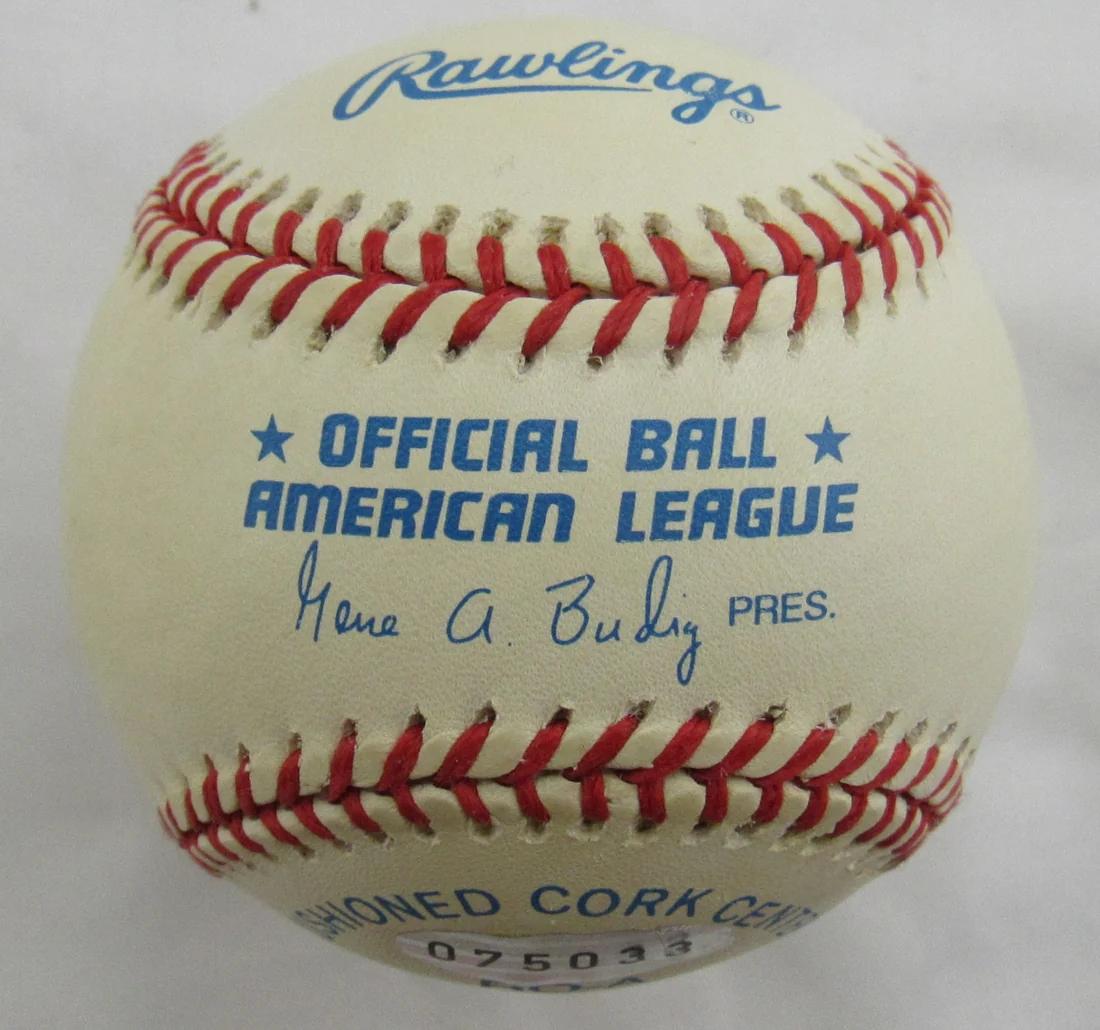 Rawlings®
★ OFFICIAL BALL ★
AMERICAN LEAGUE
Gene A. Budig PRES.
SHIONED CORK CENT
075033